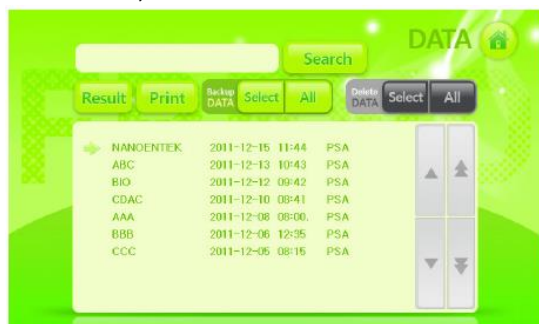 DATA
Search
Result Print Backup DATA Select All Delete DATA Select All
NANOENTEK 2011-12-15 11:44 PSA
ABC 2011-12-13 10:43 PSA
BIO 2011-12-12 09:42 PSA
CDAC 2011-12-10 08:41 PSA
AAA 2011-12-08 08:00. PSA
BBB 2011-12-06 12:35 PSA
CCC 2011-12-05 08:15 PSA